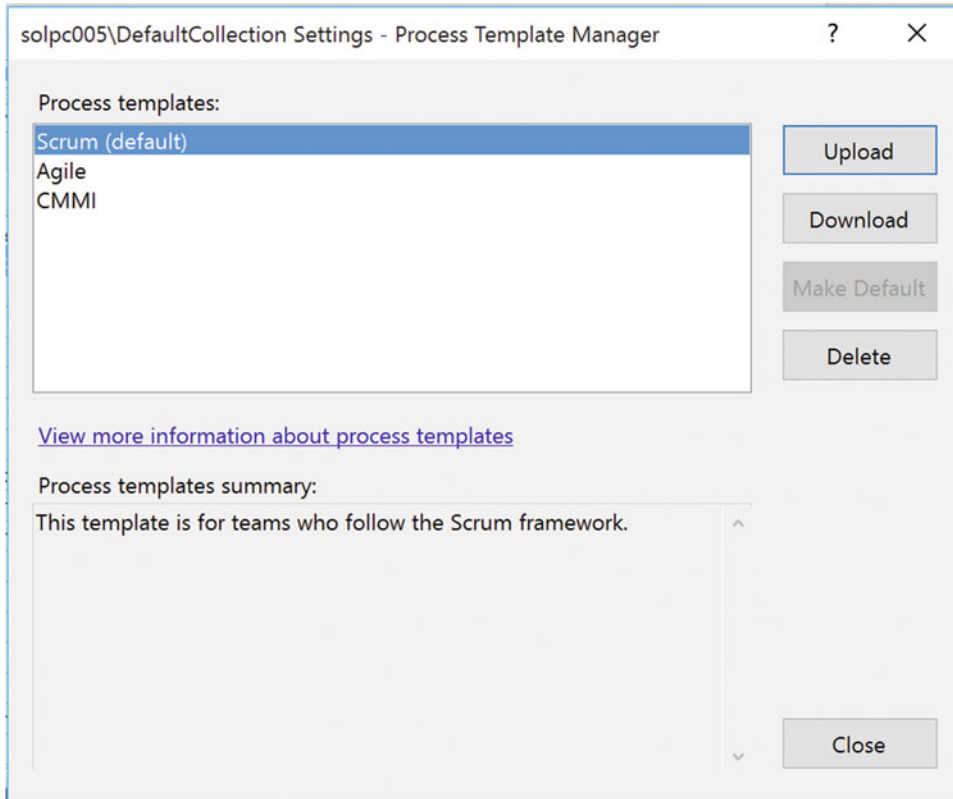 solpc005\DefaultCollection Settings - Process Template Manager
?
Process templates:
Scrum (default)
Agile
CMMI
Upload
Download
Make Default
Delete
View more information about process templates
Process templates summary:
This template is for teams who follow the Scrum framework.
Close